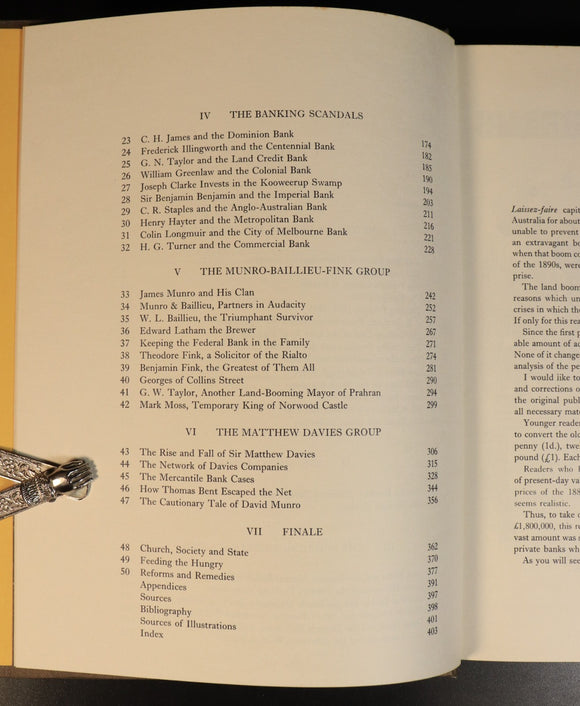 IV THE BANKING SCANDALS
23 C. H. James and the Dominion Bank 174
24 Frederick Illingworth and the Centennial Bank 182
25 G. N. Taylor and the Land Credit Bank 185
26 William Greenlaw and the Colonial Bank 190
27 Joseph Clarke Invests in the Kooweerup Swamp 194
28 Sir Benjamin Benjamin and the Imperial Bank 203
29 C. R. Staples and the Anglo-Australian Bank 211
30 Henry Hayter and the Metropolitan Bank 216
31 Colin Longmuir and the City of Melbourne Bank 221
32 H. G. Turner and the Commercial Bank 228
V THE MUNRO-BAILLIEU-FINK GROUP
33 James Munro and His Clan 242
34 Munro & Baillieu, Partners in Audacity 252
35 W. L. Baillieu, the Triumphant Survivor 257
36 Edward Latham the Brewer 267
37 Keeping the Federal Bank in the Family 271
38 Theodore Fink, a Solicitor of the Rialto 274
39 Benjamin Fink, the Greatest of Them All 281
40 Georges of Collins Street 290
41 G. W. Taylor, Another Land-Booming Mayor of Prahran 294
42 Mark Moss, Temporary King of Norwood Castle 299
VI THE MATTHEW DAVIES GROUP
43 The Rise and Fall of Sir Matthew Davies 306
44 The Network of Davies Companies 315
45 The Mercantile Bank Cases 328
46 How Thomas Bent Escaped the Net 344
47 The Cautionary Tale of David Munro 356
VII FINALE
48 Church, Society and State 362
49 Feeding the Hungry 370
50 Reforms and Remedies 377
Appendices 391
Sources 397
Bibliography 398
Sources of Illustrations 401
Index 403
Laissez-faire capit
Australia for about
unable to prevent
an extravagant bo
when that boom co
of the 1890s, were
prise.
The land boom
reasons which un
crises in which the
If only for this rea
Since the first p
able amount of ac
None of it change
analysis of the pe
I would like to
and corrections o
the original publ
all necessary mat
Younger reade
to convert the old
penny (1d.), twe
pound (£1). Each
Readers who h
of present-day va
prices of the 188
seems realistic.
Thus, to take o
£1,800,000, this r
vast amount was s
private banks wh
As you will see